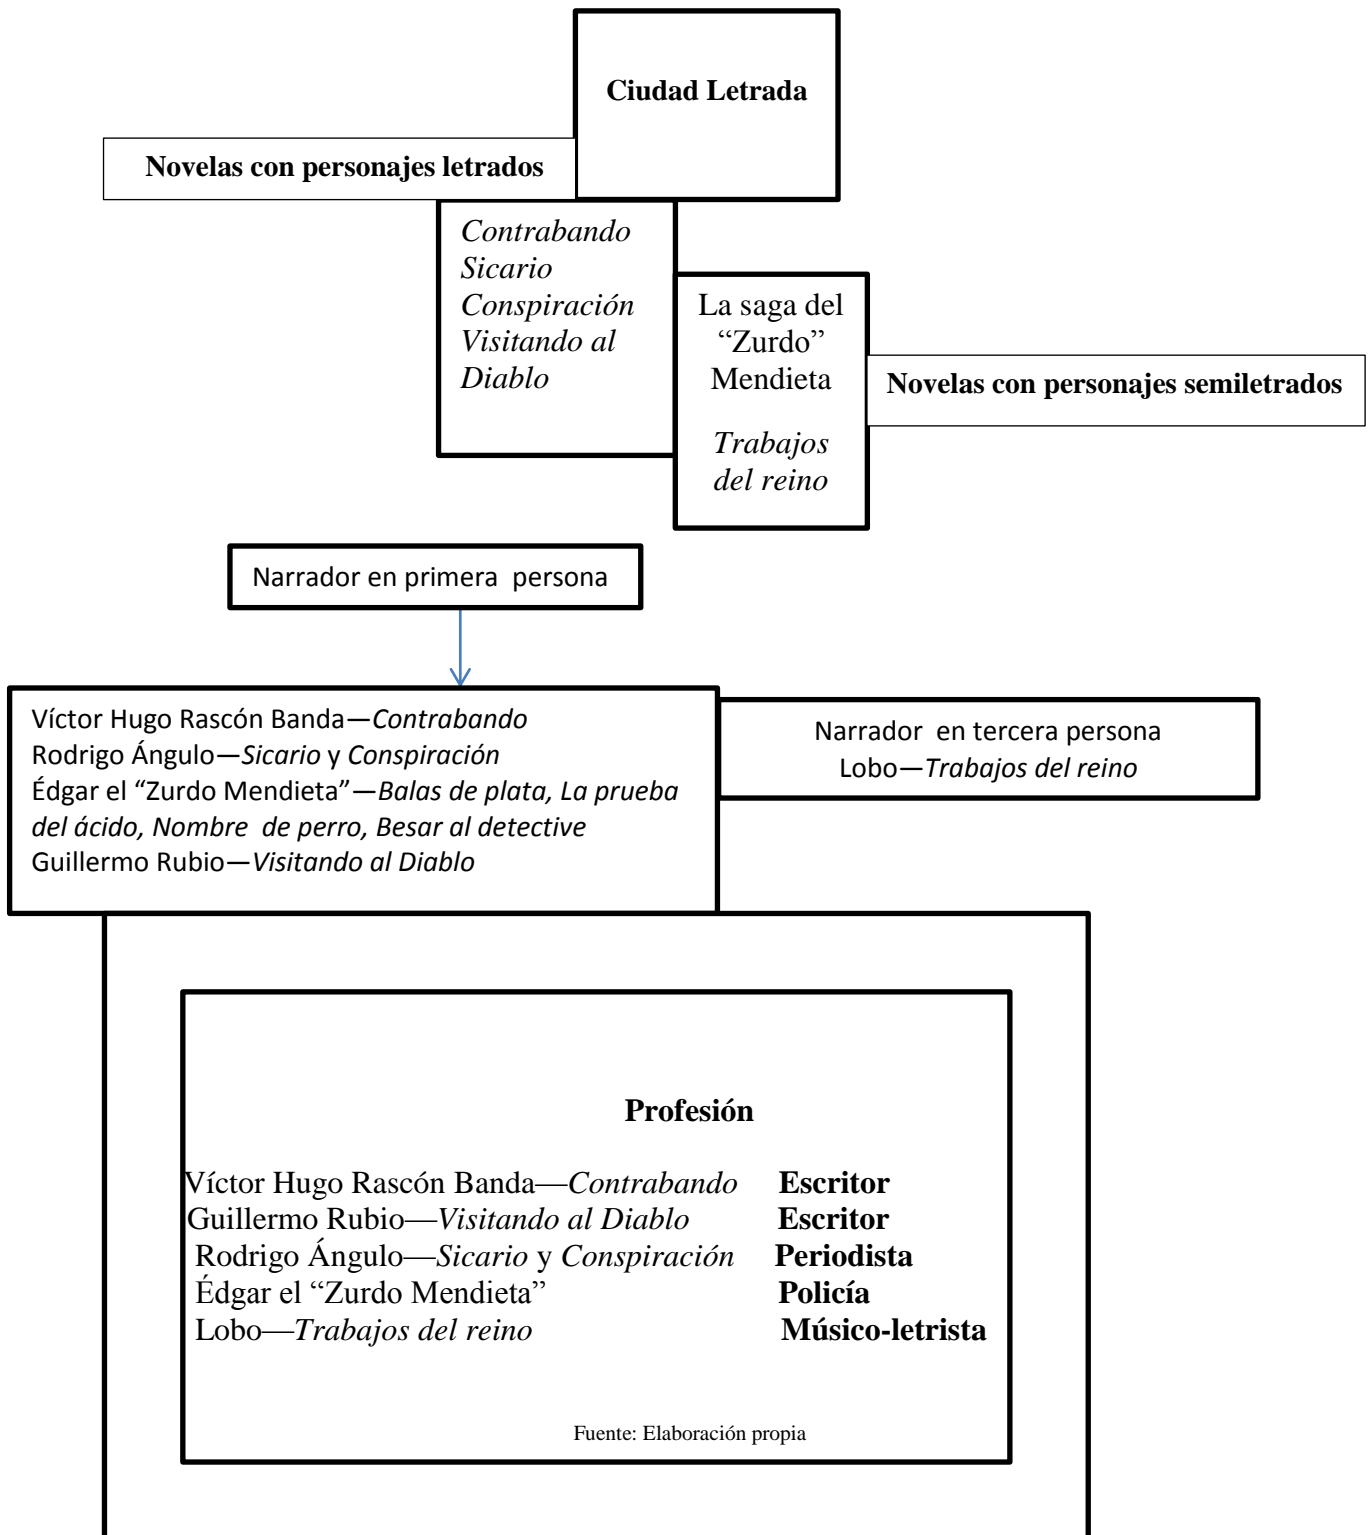 Ciudad Letrada
Novelas con personajes letrados
Contrabando
Sicario
Conspiración
Visitando al
Diablo
La saga del
“Zurdo”
Mendieta
Trabajos
del reino
Novelas con personajes semiletrados
Narrador en primera  persona
Víctor Hugo Rascón Banda—Contrabando
Rodrigo Ángulo—Sicario y Conspiración
Édgar el “Zurdo Mendieta”—Balas de plata, La prueba
del ácido, Nombre  de perro, Besar al detective
Guillermo Rubio—Visitando al Diablo
Narrador  en tercera persona
Lobo—Trabajos del reino
Profesión
Víctor Hugo Rascón Banda—Contrabando Escritor
Guillermo Rubio—Visitando al Diablo Escritor
Rodrigo Ángulo—Sicario y Conspiración Periodista
Édgar el “Zurdo Mendieta” Policía
Lobo—Trabajos del reino Músico-letrista
Fuente: Elaboración propia